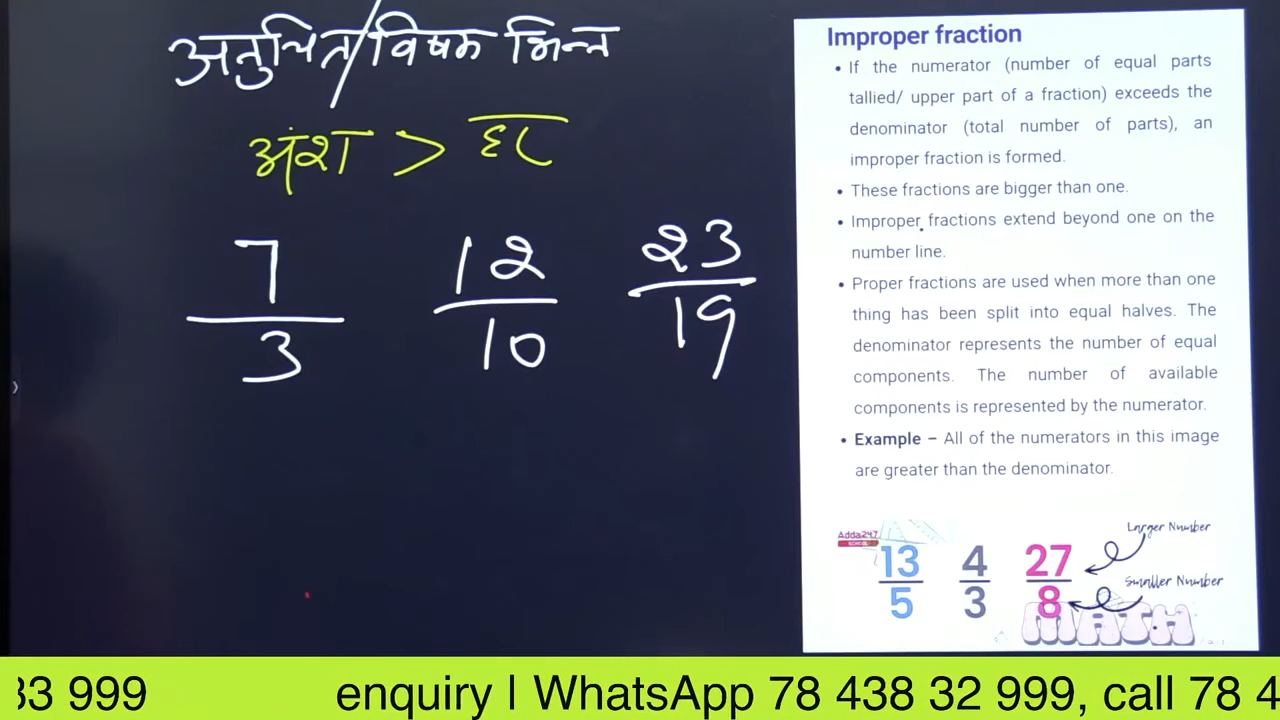 अनुचित/विषम भिन्न
अंश > हर
7/3 12/10 23/19
Improper fraction
• If the numerator (number of equal parts
tallied/ upper part of a fraction) exceeds the
denominator (total number of parts), an
improper fraction is formed.
• These fractions are bigger than one.
• Improper fractions extend beyond one on the
number line.
• Proper fractions are used when more than one
thing has been split into equal halves. The
denominator represents the number of equal
components. The number of available
components is represented by the numerator.
• Example – All of the numerators in this image
are greater than the denominator.
Adda247
SCHOOL
Larger Number
13/5 4/3 27/8
Smaller Number
MATH
33 999 enquiry | WhatsApp 78 438 32 999, call 78 4